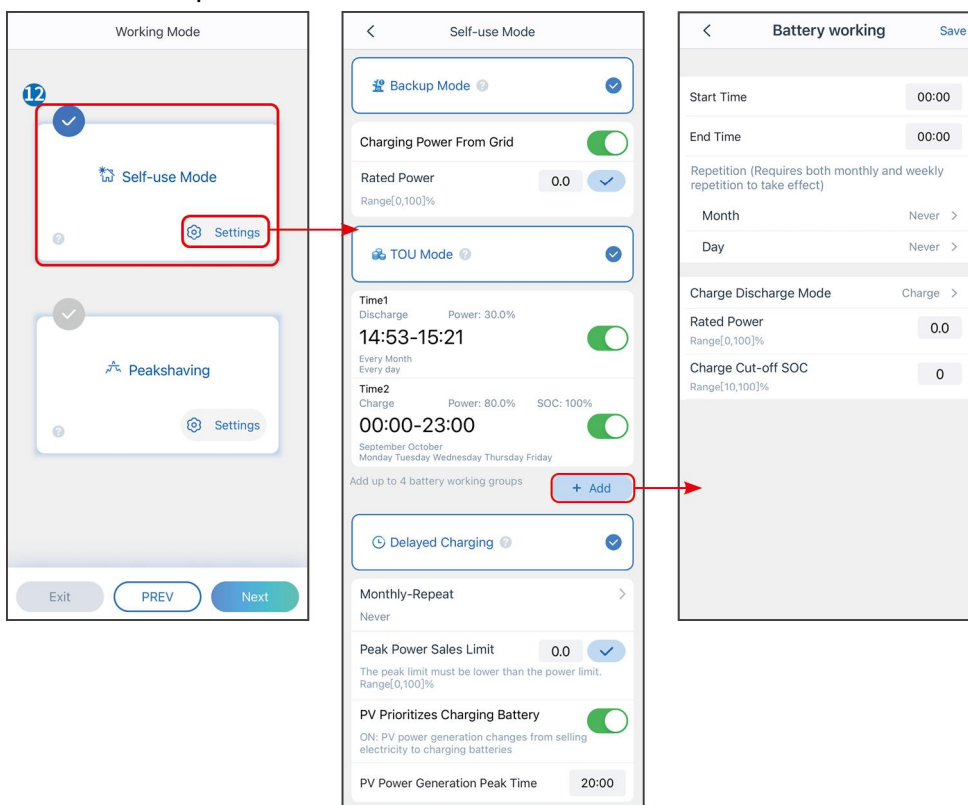 Working Mode
12
Self-use Mode
?
Settings
Peakshaving
?
Settings
Exit
PREV
Next
Self-use Mode
Backup Mode ?
Charging Power From Grid
Rated Power
0.0
Range[0,100]%
TOU Mode ?
Time1
Discharge Power: 30.0%
14:53-15:21
Every Month
Every day
Time2
Charge Power: 80.0% SOC: 100%
00:00-23:00
September October
Monday Tuesday Wednesday Thursday Friday
Add up to 4 battery working groups
+ Add
Delayed Charging ?
Monthly-Repeat >
Never
Peak Power Sales Limit 0.0
The peak limit must be lower than the power limit.
Range[0,100]%
PV Prioritizes Charging Battery
ON: PV power generation changes from selling
electricity to charging batteries
PV Power Generation Peak Time 20:00
< Battery working Save
Start Time 00:00
End Time 00:00
Repetition (Requires both monthly and weekly
repetition to take effect)
Month Never >
Day Never >
Charge Discharge Mode Charge >
Rated Power 0.0
Range[0,100]%
Charge Cut-off SOC 0
Range[10,100]%